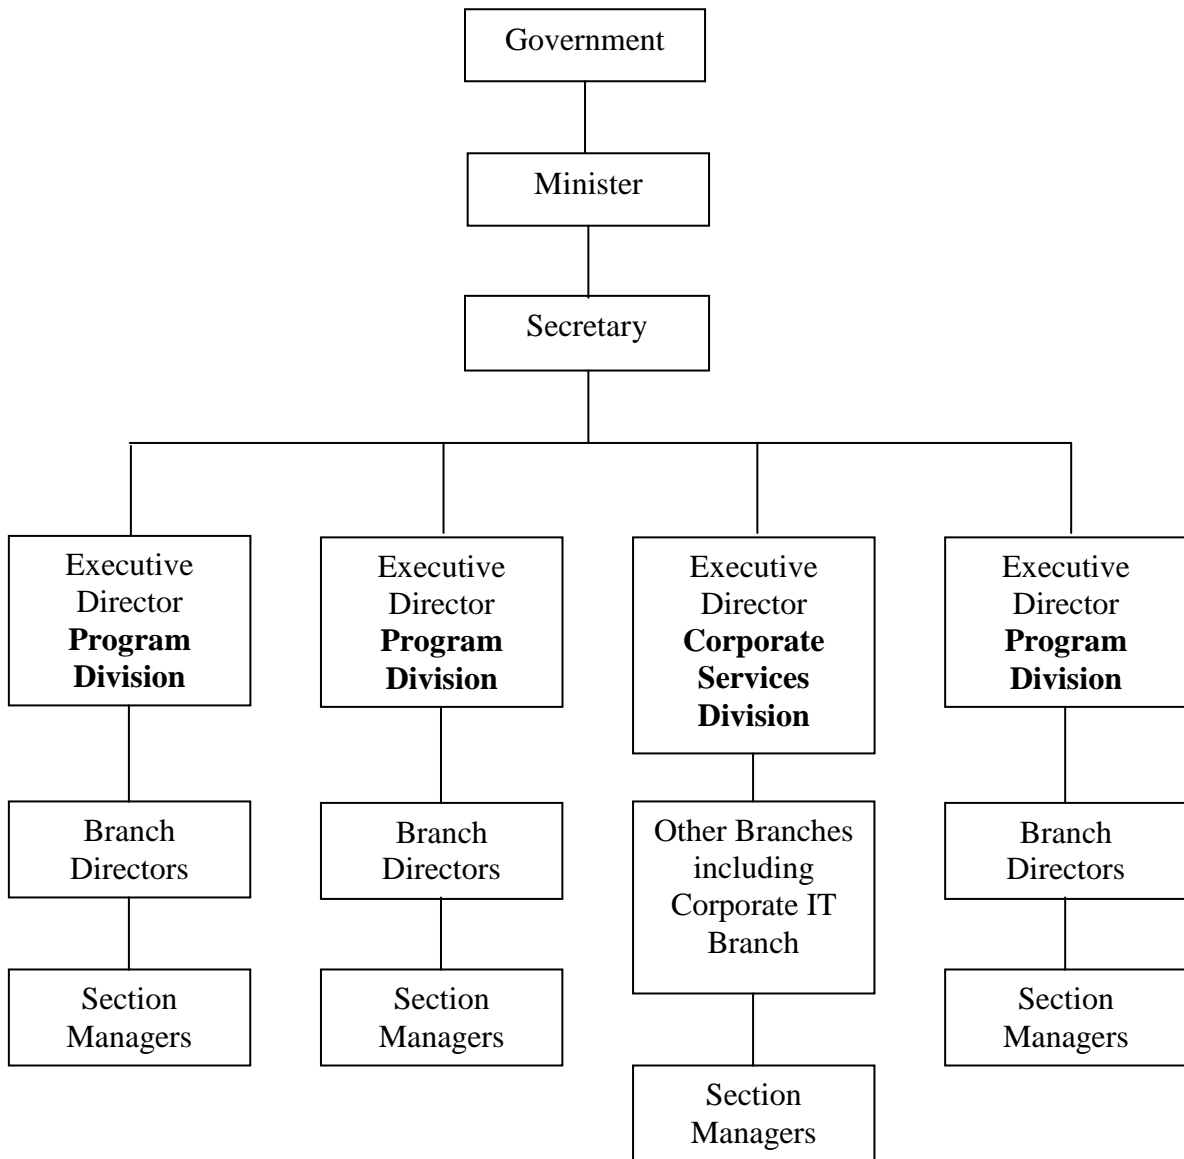 Government
Minister
Secretary
Executive
Director
Program
Division
Executive
Director
Program
Division
Executive
Director
Corporate
Services
Division
Executive
Director
Program
Division
Branch
Directors
Branch
Directors
Other Branches
including
Corporate IT
Branch
Branch
Directors
Section
Managers
Section
Managers
Section
Managers
Section
Managers